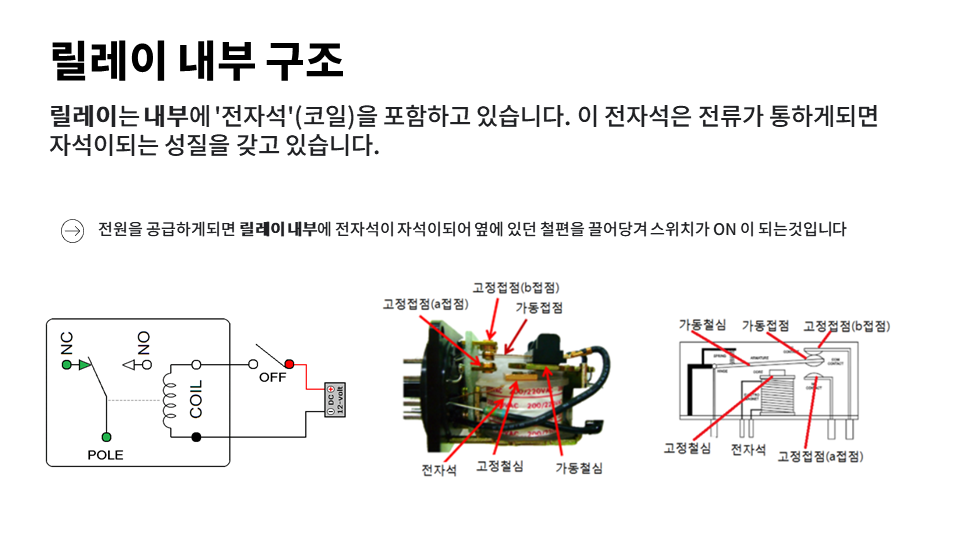 릴레이 내부 구조
릴레이는 내부에 '전자석'(코일)을 포함하고 있습니다. 이 전자석은 전류가 통하게되면
자석이되는 성질을 갖고 있습니다.
전원을 공급하게되면 릴레이 내부에 전자석이 자석이되어 옆에 있던 철편을 끌어당겨 스위치가 ON 이 되는것입니다
NC
NO
COIL
POLE
OFF
DC
12-volt
고정접점(b접점)
고정접점(a접점)
가동접점
전자석
고정철심
가동철심
가동철심
가동접점
고정접점(b접점)
SPRING
ARMATURE
HINGE
CORE
CONTACT
고정철심
전자석
고정접점(a접점)